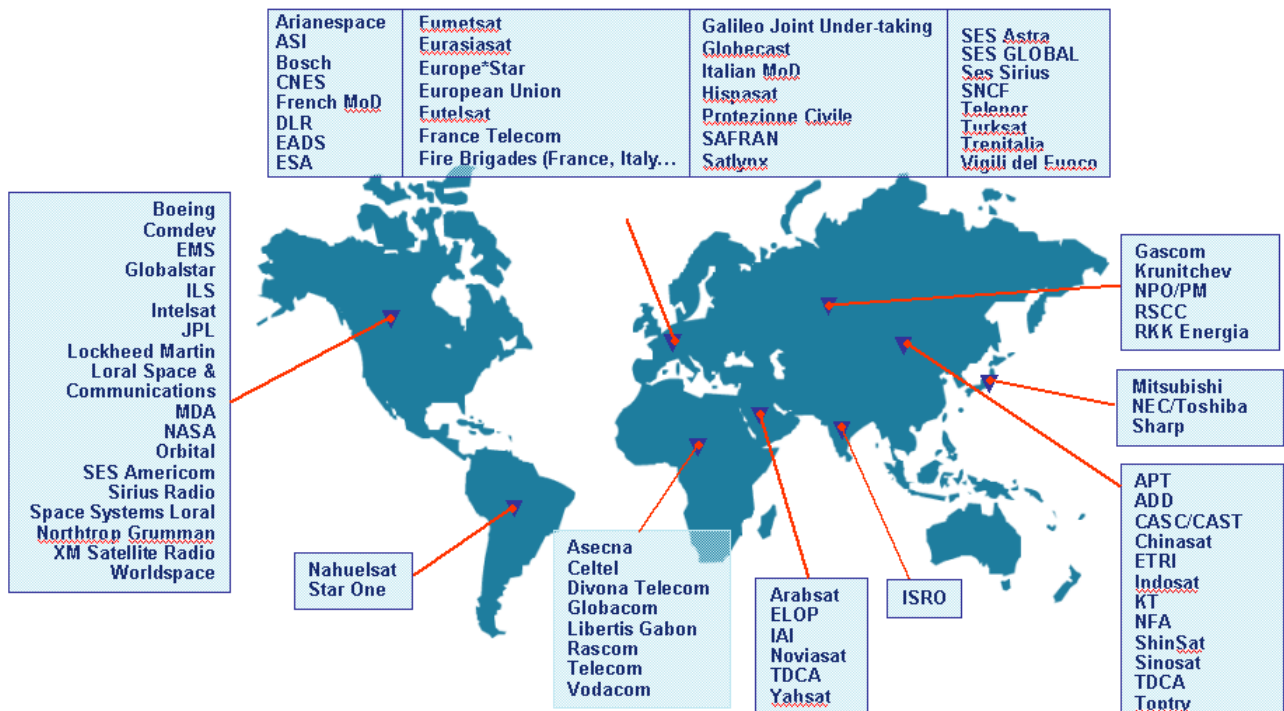 Arianespace
ASI
Bosch
CNES
French MoD
DLR
EADS
ESA
Eumetsat
Eurasiasat
Europe*Star
European Union
Eutelsat
France Telecom
Fire Brigades (France, Italy...
Galileo Joint Under-taking
Globecast
Italian MoD
Hispasat
Protezione Civile
SAFRAN
Satlynx
SES Astra
SES GLOBAL
Ses Sirius
SNCF
Telenor
Turksat
Trenitalia
Vigili del Fuoco
Boeing
Comdev
EMS
Globalstar
ILS
Intelsat
JPL
Lockheed Martin
Loral Space &
Communications
MDA
NASA
Orbital
SES Americom
Sirius Radio
Space Systems Loral
Northtrop Grumman
XM Satellite Radio
Worldspace
Gascom
Krunitchev
NPO/PM
RSCC
RKK Energia
Mitsubishi
NEC/Toshiba
Sharp
Nahuelsat
Star One
Asecna
Celtel
Divona Telecom
Globacom
Libertis Gabon
Rascom
Telecom
Vodacom
Arabsat
ELOP
IAI
Noviasat
TDCA
Yahsat
ISRO
APT
ADD
CASC/CAST
Chinasat
ETRI
Indosat
KT
NFA
ShinSat
Sinosat
TDCA